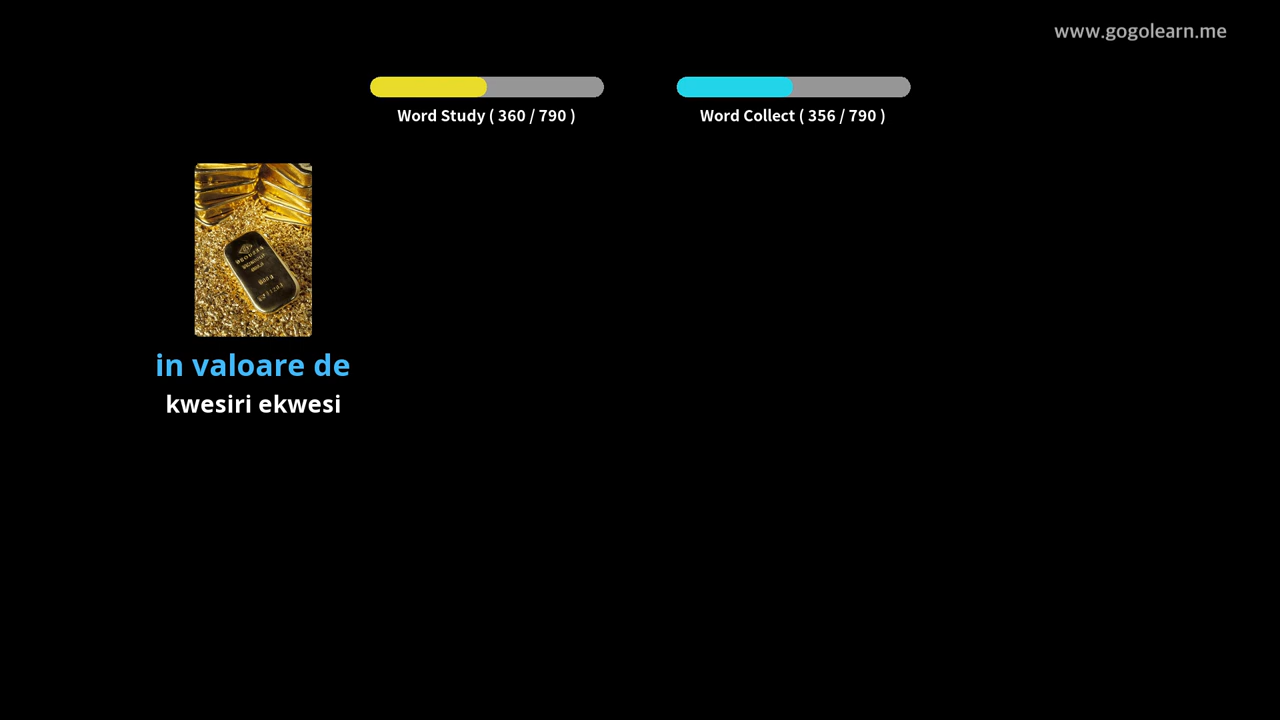 www.gogolearn.me
Word Study ( 360 / 790 )
Word Collect ( 356 / 790 )
in valoare de
kwesiri ekwesi